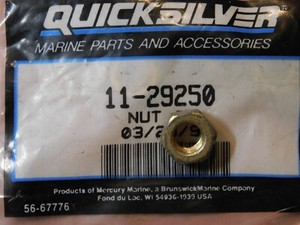 QUICKSILVER
MARINE PARTS AND ACCESSORIES
11-29250
NUT
Products of Mercury Marine, a Brunswick Marine Company
Fond du Lac, WI 54936-1939 USA
56-67776